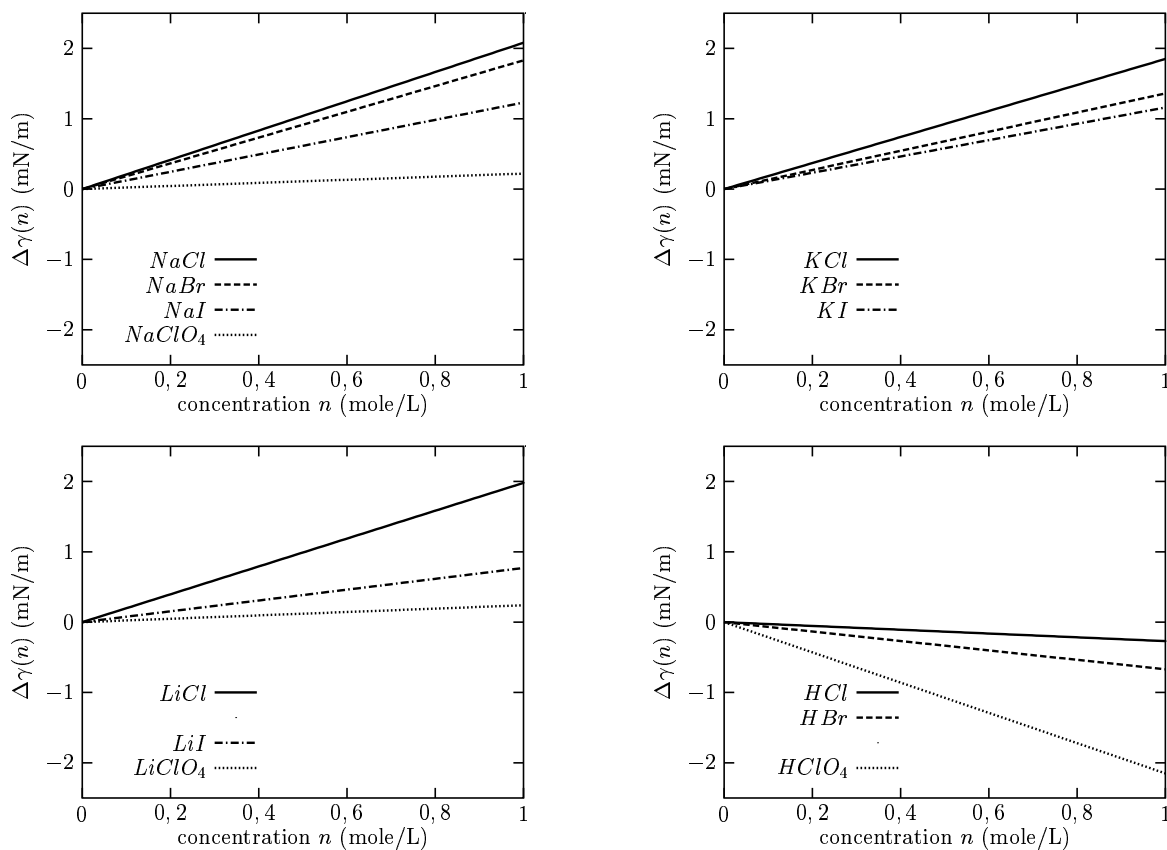 2
1
0
−1
−2
Δγ(n) (mN/m)
NaCl
NaBr
NaI
NaClO₄
0 0,2 0,4 0,6 0,8 1
concentration n (mole/L)
2
1
0
−1
−2
Δγ(n) (mN/m)
KCl
KBr
KI
0 0,2 0,4 0,6 0,8 1
concentration n (mole/L)
2
1
0
−1
−2
Δγ(n) (mN/m)
LiCl
LiI
LiClO₄
0 0,2 0,4 0,6 0,8 1
concentration n (mole/L)
2
1
0
−1
−2
Δγ(n) (mN/m)
HCl
HBr
HClO₄
0 0,2 0,4 0,6 0,8 1
concentration n (mole/L)